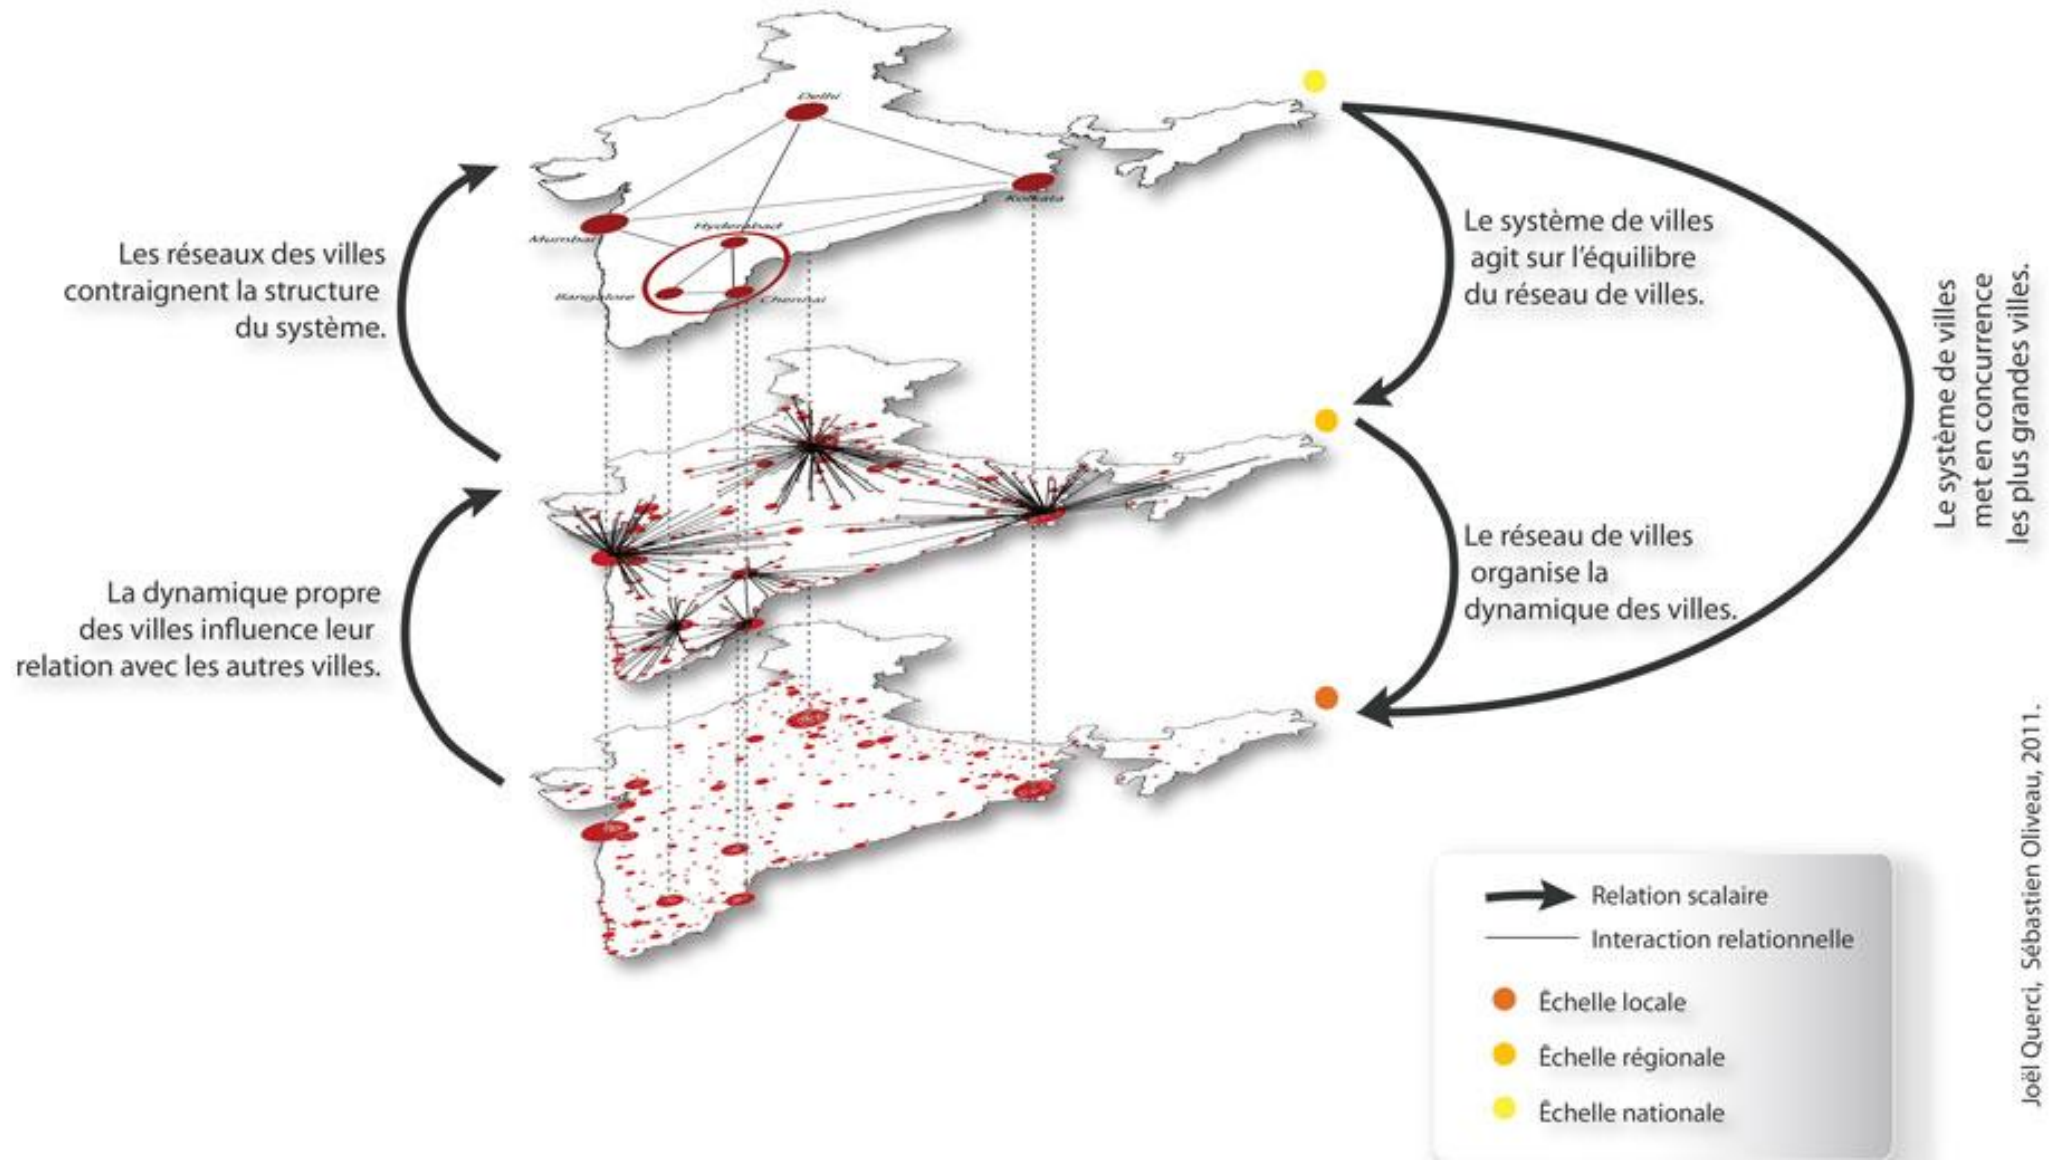 Delhi
Kolkata
Mumbai
Hyderabad
Bangalore
Chennai
Les réseaux des villes
contraignent la structure
du système.
La dynamique propre
des villes influence leur
relation avec les autres villes.
Le système de villes
agit sur l'équilibre
du réseau de villes.
Le réseau de villes
organise la
dynamique des villes.
Le système de villes
met en concurrence
les plus grandes villes.
Relation scalaire
Interaction relationnelle
Échelle locale
Échelle régionale
Échelle nationale
Joël Querci, Sébastien Oliveau, 2011.